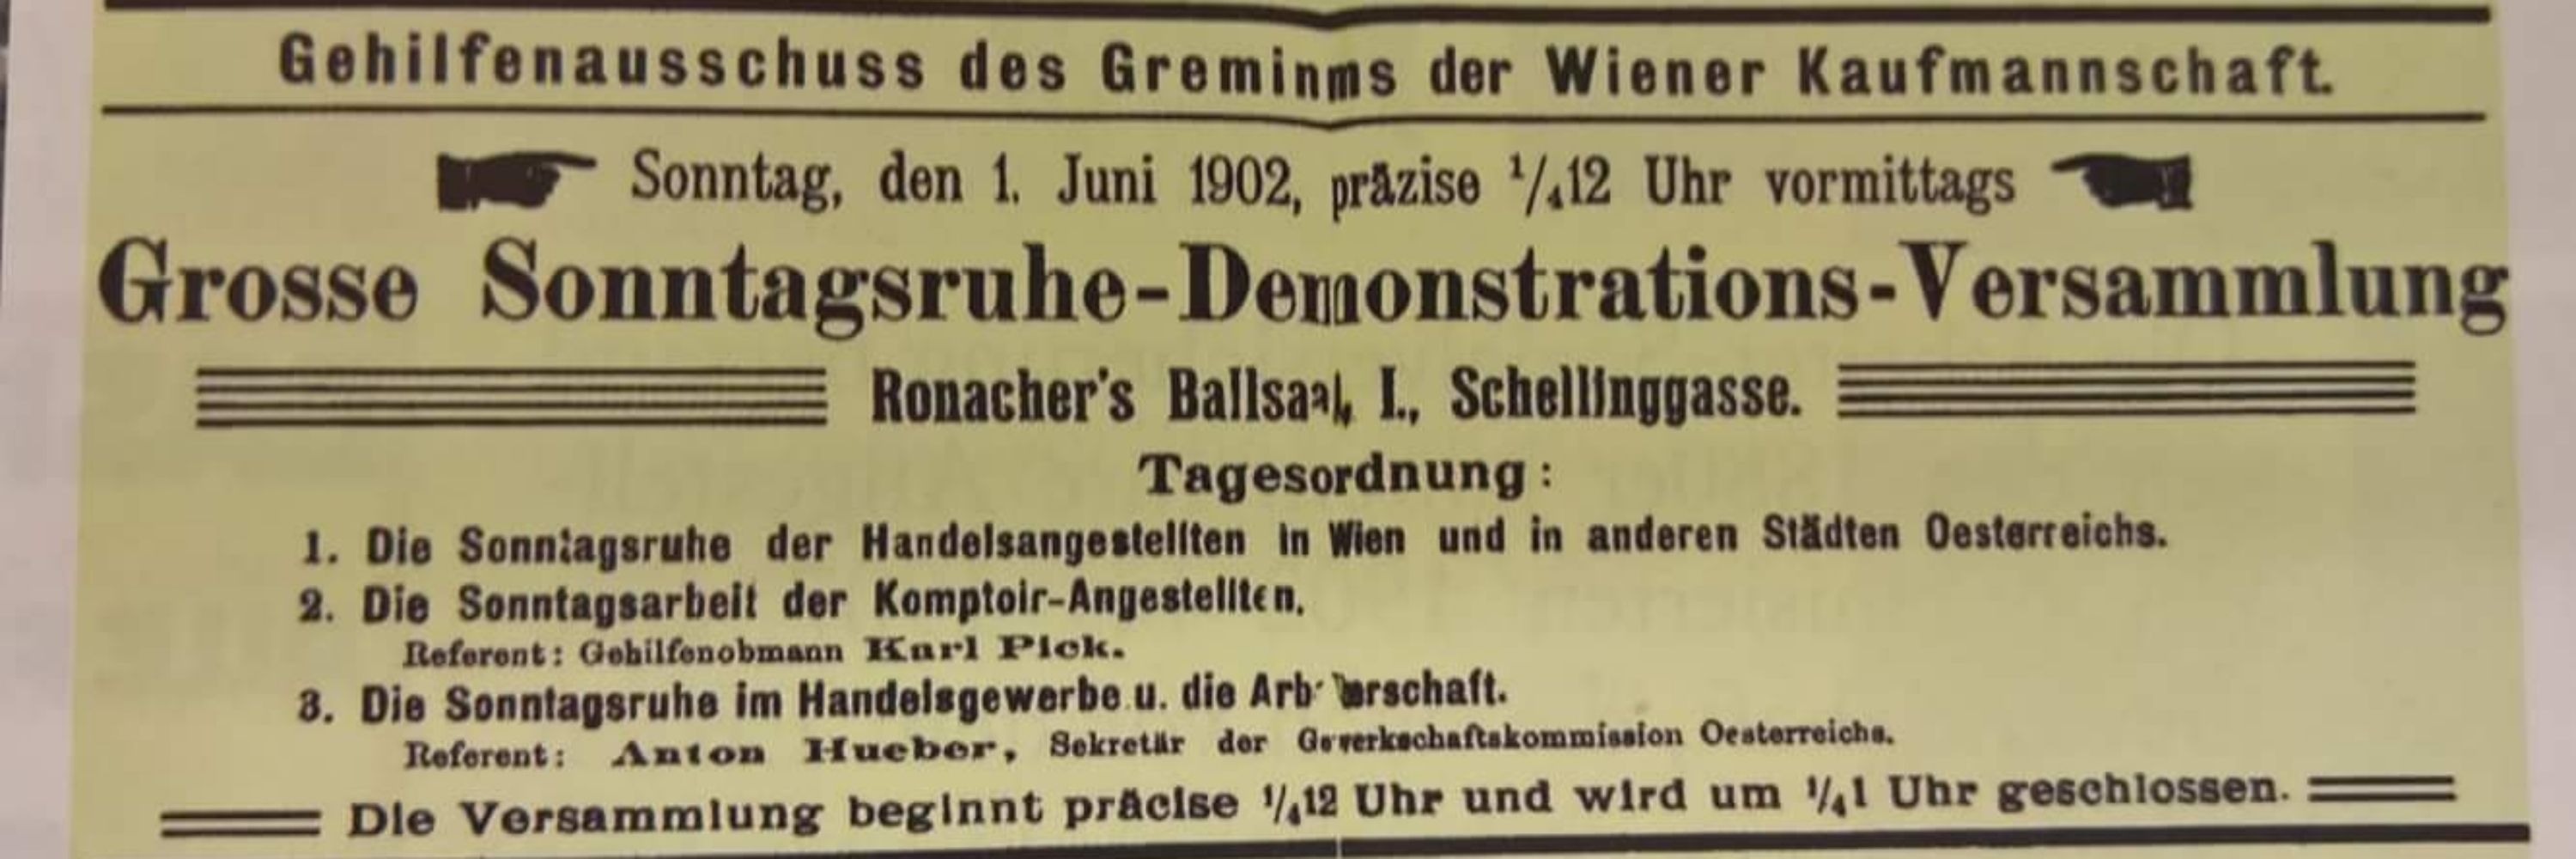 Gehilfenausschuss des Greminms der Wiener Kaufmannschaft.
Sonntag, den 1. Juni 1902, präzise 1/412 Uhr vormittags
Grosse Sonntagsruhe-Demonstrations-Versammlung
Ronacher's Ballsaal, I., Schellinggasse.
Tagesordnung:
1. Die Sonntagsruhe der Handelsangestellten in Wien und in anderen Städten Oesterreichs.
2. Die Sonntagsarbeit der Komptoir-Angestellten.
Referent: Gehilfenobmann Karl Pick.
3. Die Sonntagsruhe im Handelsgewerbe u. die
Referent: Anton Hueber, Sekretär der Gewerkschaftskommission Oesterreichs.
Die Versammlung beginnt präcise 1/412 Uhr und wird um 1/41 Uhr geschlossen.